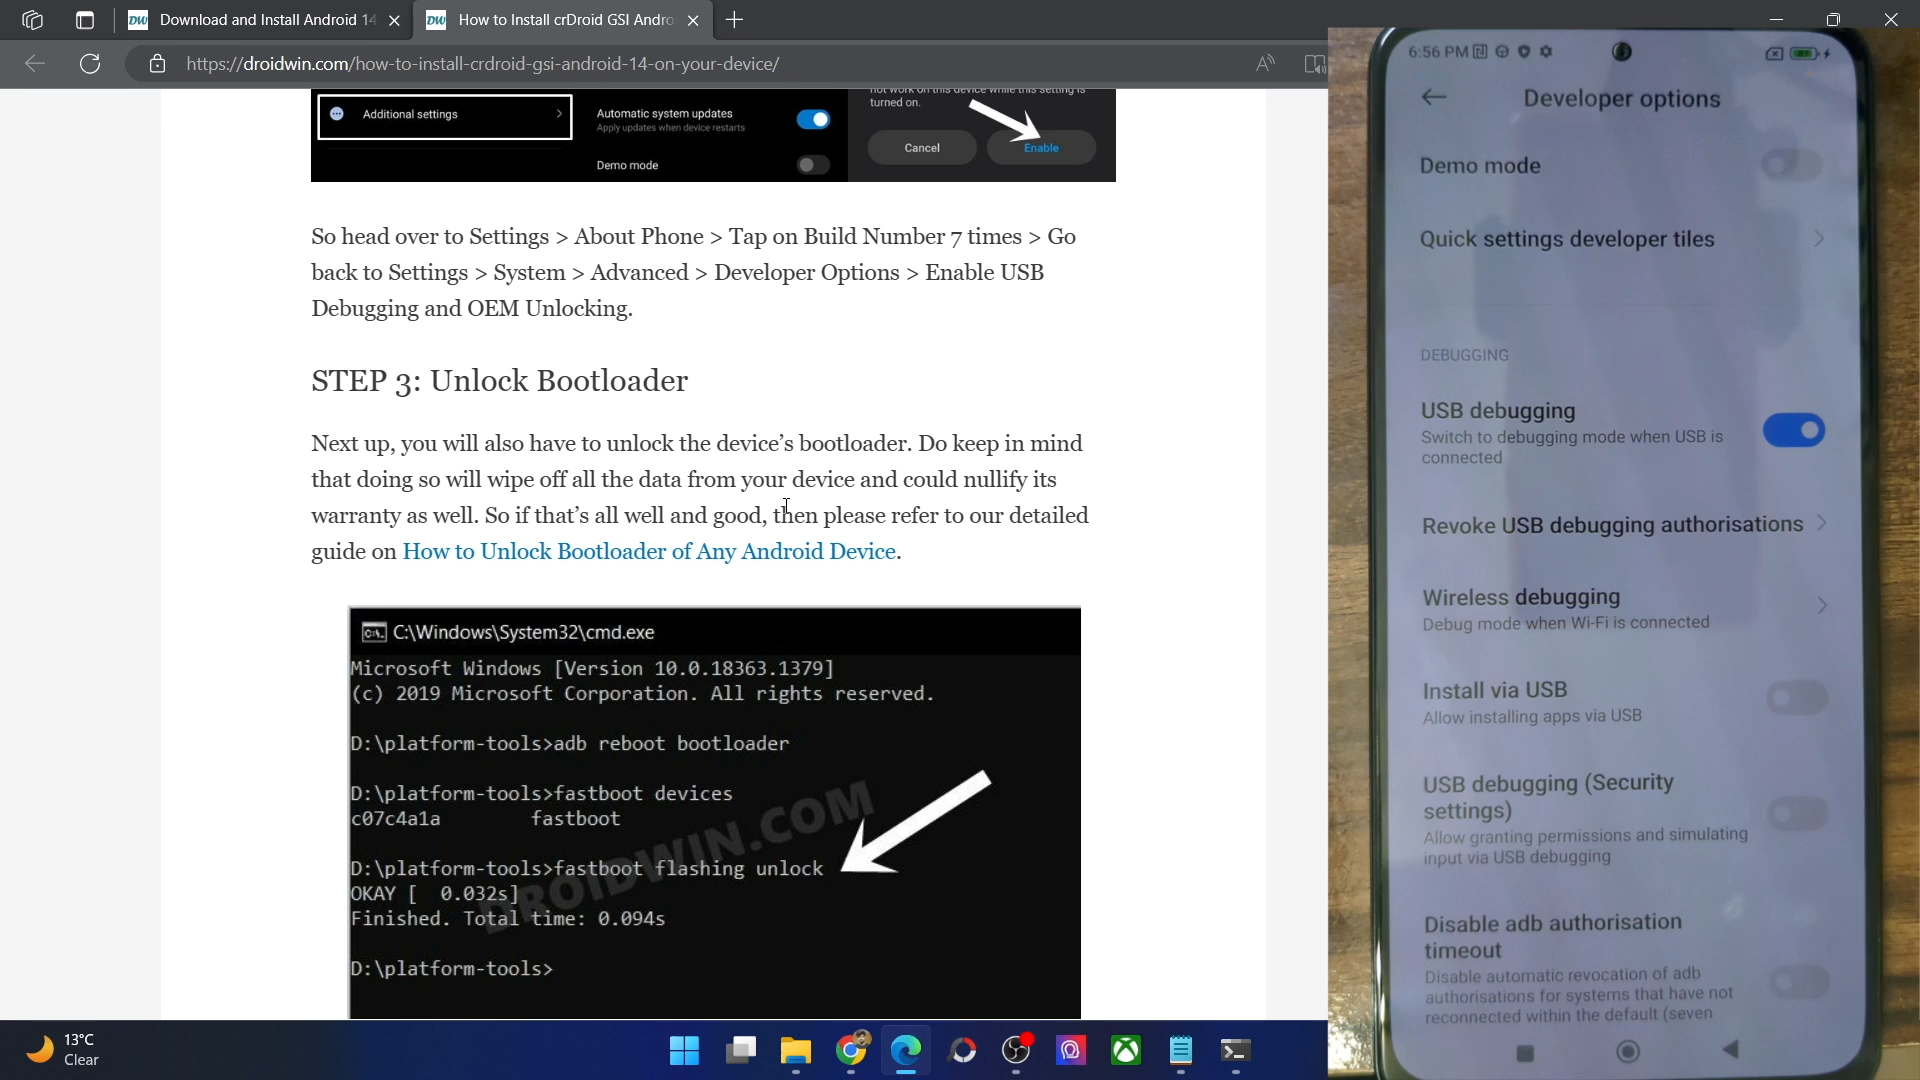 Download and Install Android 14
How to Install crDroid GSI Andro
https://droidwin.com/how-to-install-crdroid-gsi-android-14-on-your-device/
Additional settings
Automatic system updates
Apply updates when device restarts
Demo mode
not work on this device while this setting is
turned on.
Cancel
Enable
So head over to Settings > About Phone > Tap on Build Number 7 times > Go
back to Settings > System > Advanced > Developer Options > Enable USB
Debugging and OEM Unlocking.
STEP 3: Unlock Bootloader
Next up, you will also have to unlock the device’s bootloader. Do keep in mind
that doing so will wipe off all the data from your device and could nullify its
warranty as well. So if that’s all well and good, then please refer to our detailed
guide on How to Unlock Bootloader of Any Android Device.
C:\Windows\System32\cmd.exe
Microsoft Windows [Version 10.0.18363.1379]
(c) 2019 Microsoft Corporation. All rights reserved.
D:\platform-tools>adb reboot bootloader
D:\platform-tools>fastboot devices
c07c4a1a fastboot
D:\platform-tools>fastboot flashing unlock
OKAY [ 0.032s]
Finished. Total time: 0.094s
D:\platform-tools>
DROIDWIN.COM
13°C
Clear
6:56 PM
Developer options
Demo mode
Quick settings developer tiles
DEBUGGING
USB debugging
Switch to debugging mode when USB is
connected
Revoke USB debugging authorisations
Wireless debugging
Debug mode when Wi-Fi is connected
Install via USB
Allow installing apps via USB
USB debugging (Security
settings)
Allow granting permissions and simulating
input via USB debugging
Disable adb authorisation
timeout
Disable automatic revocation of adb
authorisations for systems that have not
reconnected within the default (seven